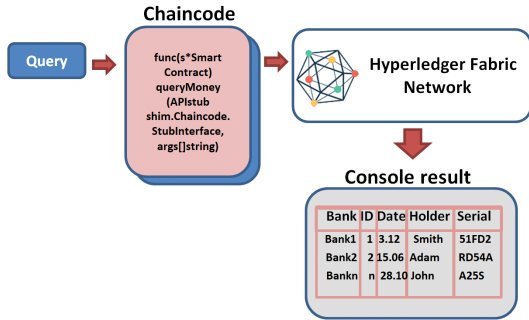 Chaincode
Query
func(s*Smart
Contract)
queryMoney
(APIstub
shim.Chaincode.
StubInterface,
args[]string)
Hyperledger Fabric
Network
Console result
Bank ID Date Holder Serial
Bank1 1 3.12 Smith 51FD2
Bank2 2 15.06 Adam RD54A
Bankn n 28.10 John A25S